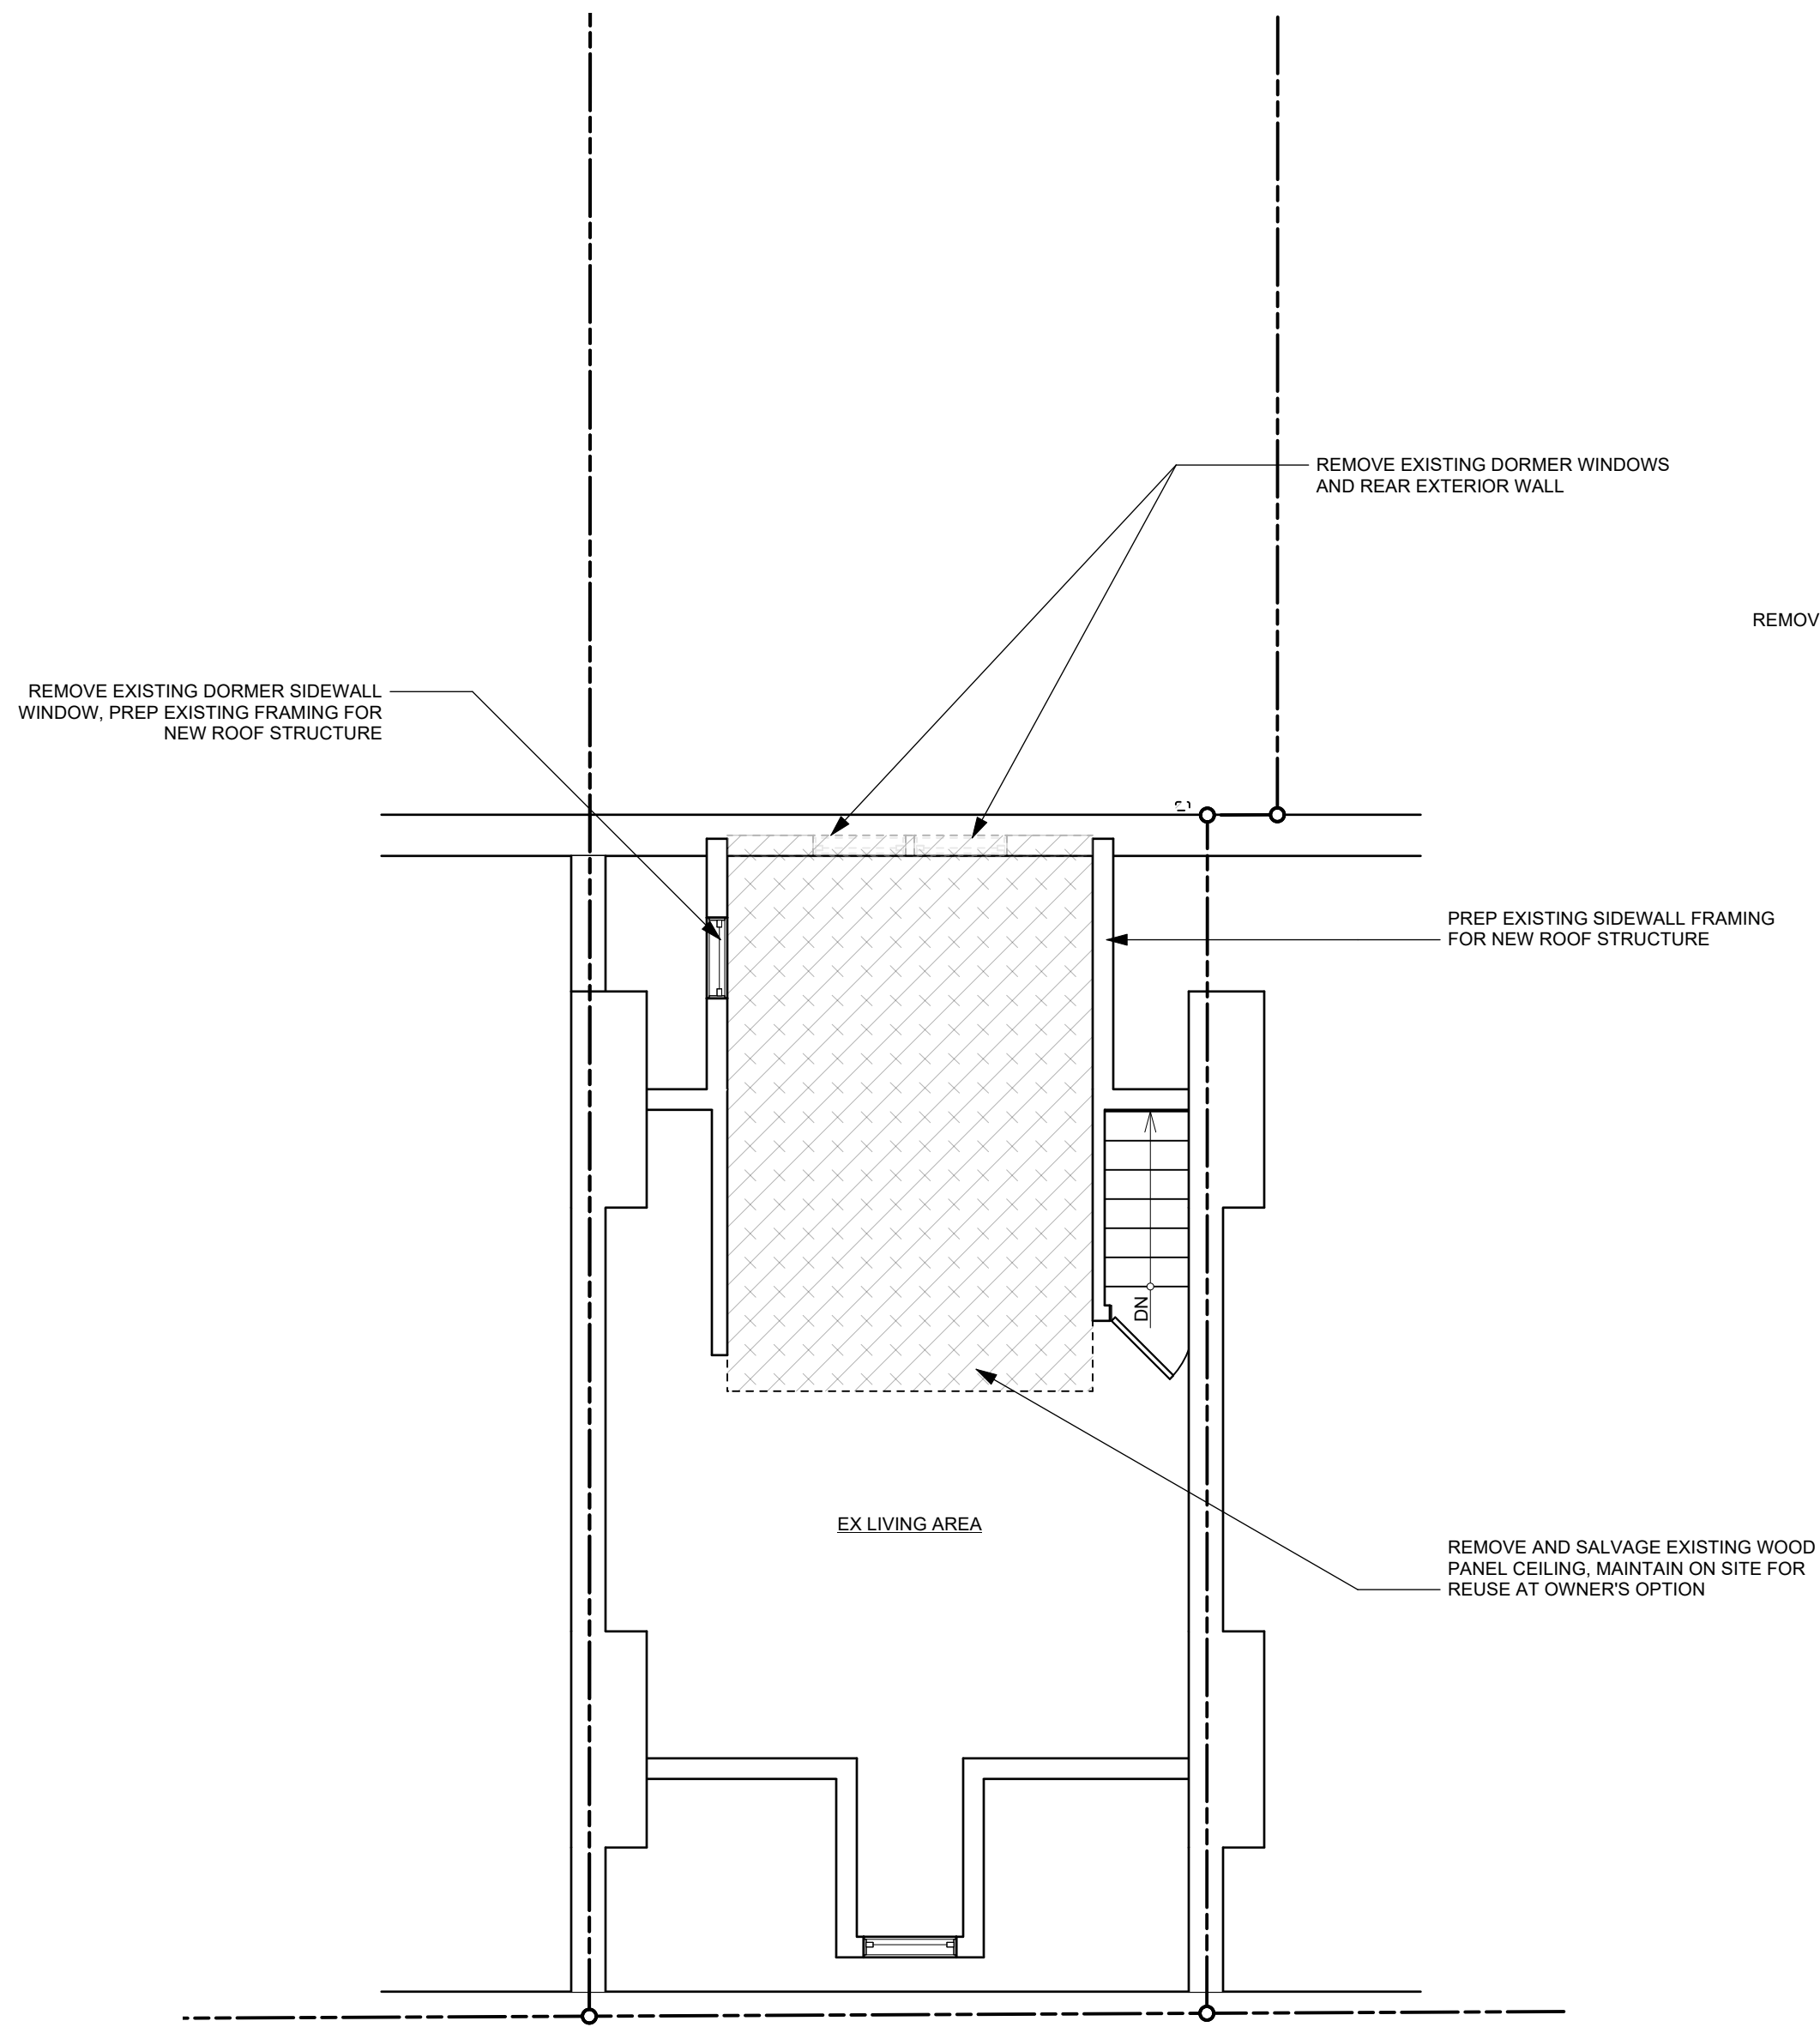 REMOVE EXISTING DORMER WINDOWS
AND REAR EXTERIOR WALL
REMOV
REMOVE EXISTING DORMER SIDEWALL
WINDOW, PREP EXISTING FRAMING FOR
NEW ROOF STRUCTURE
PREP EXISTING SIDEWALL FRAMING
FOR NEW ROOF STRUCTURE
DN
EX LIVING AREA
REMOVE AND SALVAGE EXISTING WOOD
PANEL CEILING, MAINTAIN ON SITE FOR
REUSE AT OWNER'S OPTION